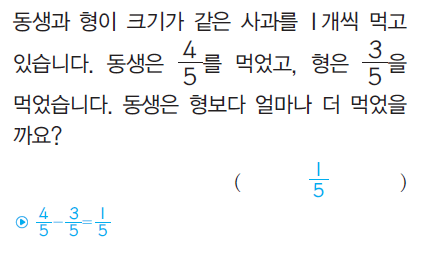 동생과 형이 크기가 같은 사과를 1개씩 먹고
있습니다. 동생은 4/5를 먹었고, 형은 3/5을
먹었습니다. 동생은 형보다 얼마나 더 먹었을
까요?
( 1/5 )
4/5-3/5=1/5